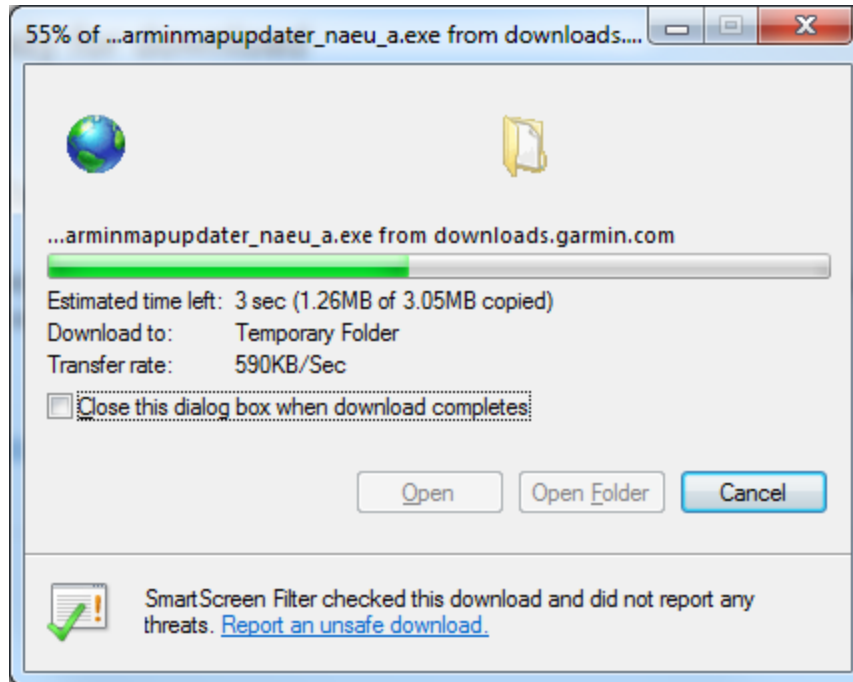 55% of ...arminmapupdater_naeu_a.exe from downloads....
...arminmapupdater_naeu_a.exe from downloads.garmin.com
Estimated time left: 3 sec (1.26MB of 3.05MB copied)
Download to: Temporary Folder
Transfer rate: 590KB/Sec
Close this dialog box when download completes
Open Open Folder Cancel
SmartScreen Filter checked this download and did not report any
threats. Report an unsafe download.